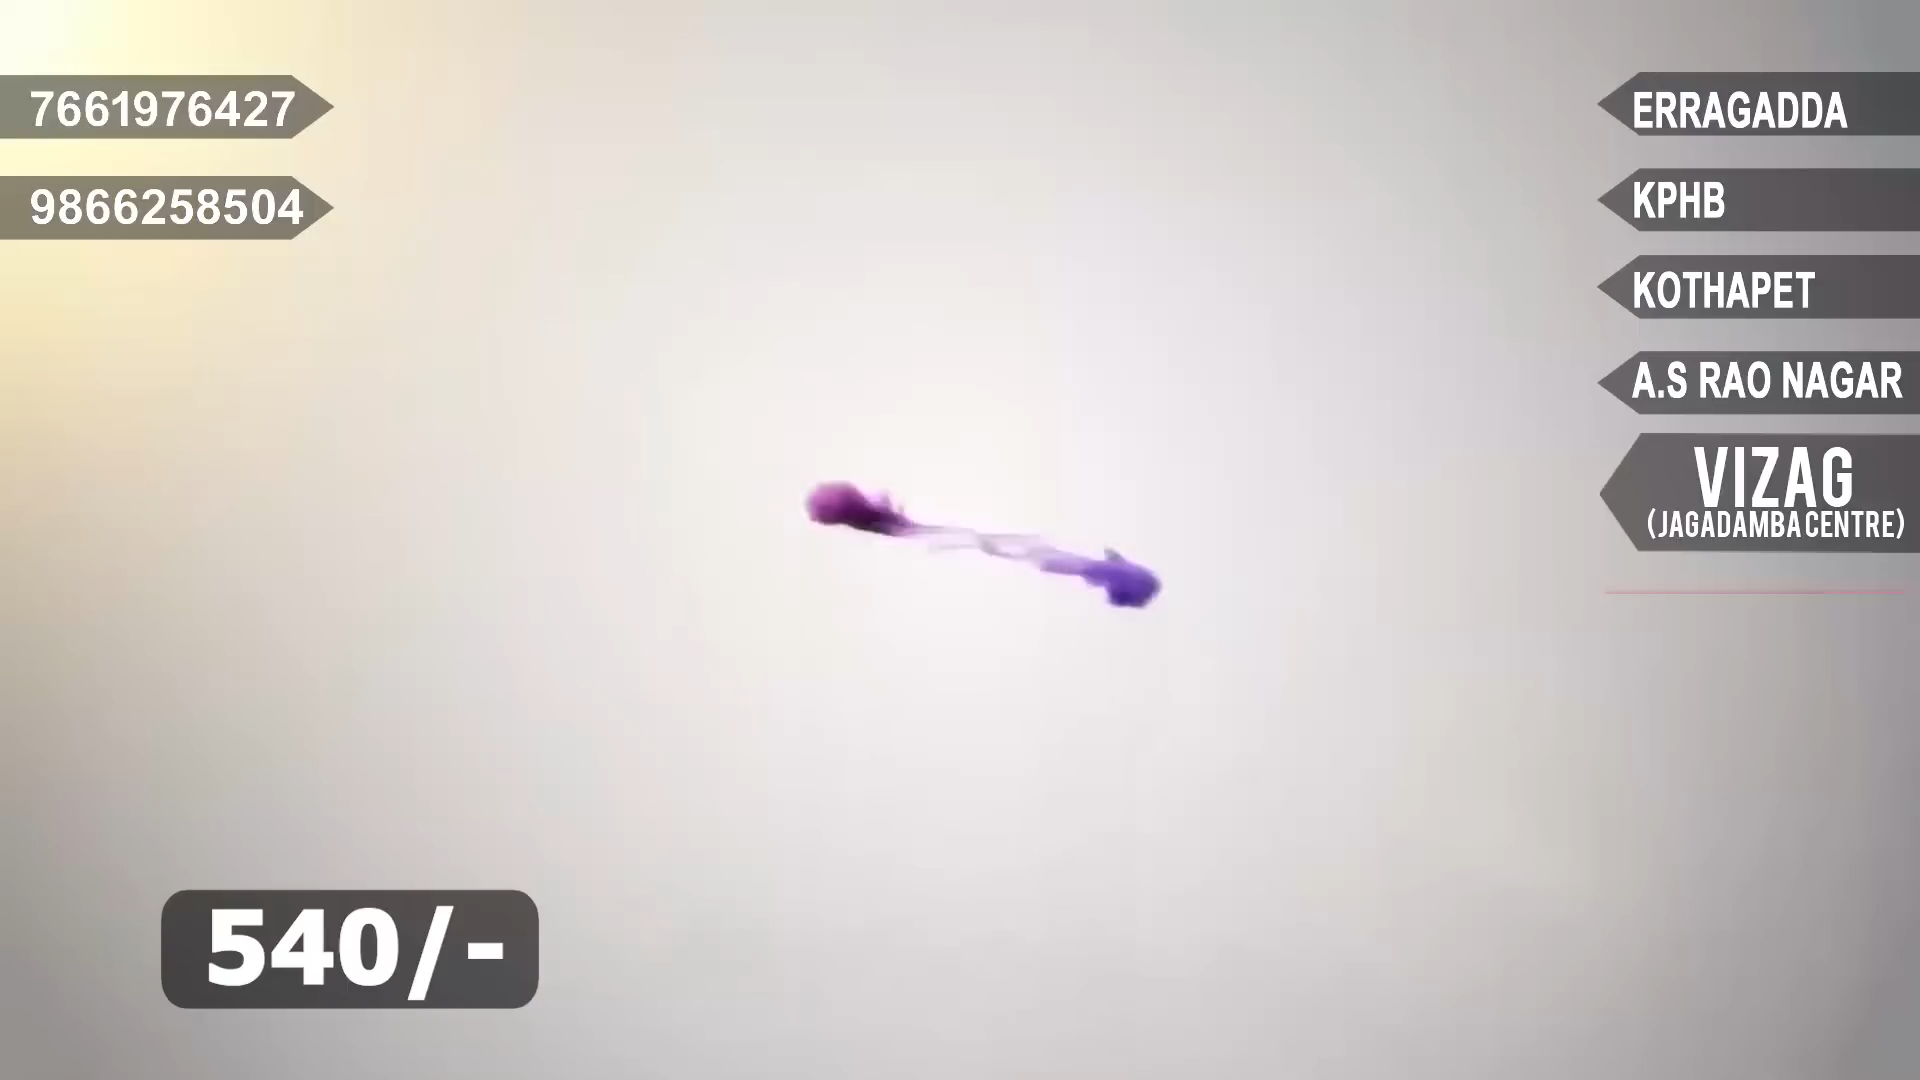 7661976427
9866258504
ERRAGADDA
KPHB
KOTHAPET
A.S RAO NAGAR
VIZAG
(JAGADAMBA CENTRE)
540/-